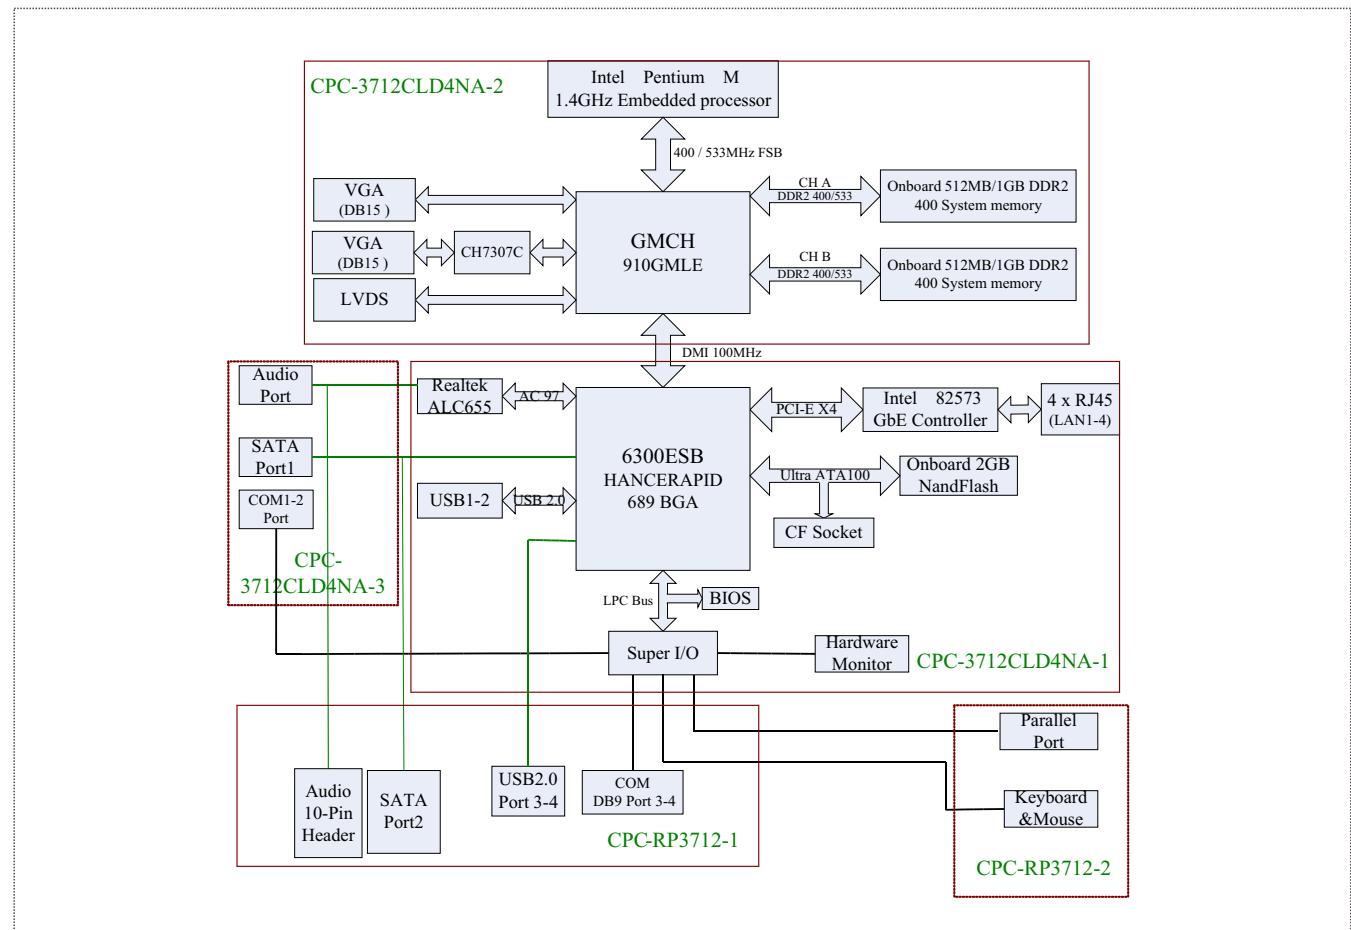 CPC-3712CLD4NA-2
Intel Pentium M
1.4GHz Embedded processor
400 / 533MHz FSB
VGA
(DB15 )
VGA
(DB15 )
CH7307C
LVDS
GMCH
910GMLE
CH A
DDR2 400/533
Onboard 512MB/1GB DDR2
400 System memory
CH B
DDR2 400/533
Onboard 512MB/1GB DDR2
400 System memory
DMI 100MHz
Audio
Port
SATA
Port1
COM1-2
Port
CPC-
3712CLD4NA-3
Realtek
ALC655
AC 97
USB1-2
USB 2.0
6300ESB
HANCERAPID
689 BGA
PCI-E X4
Intel 82573
GbE Controller
4 x RJ45
(LAN1-4)
Ultra ATA100
Onboard 2GB
NandFlash
CF Socket
LPC Bus
BIOS
Super I/O
Hardware
Monitor
CPC-3712CLD4NA-1
Audio
10-Pin
Header
SATA
Port2
USB2.0
Port 3-4
COM
DB9 Port 3-4
CPC-RP3712-1
Parallel
Port
Keyboard
&Mouse
CPC-RP3712-2